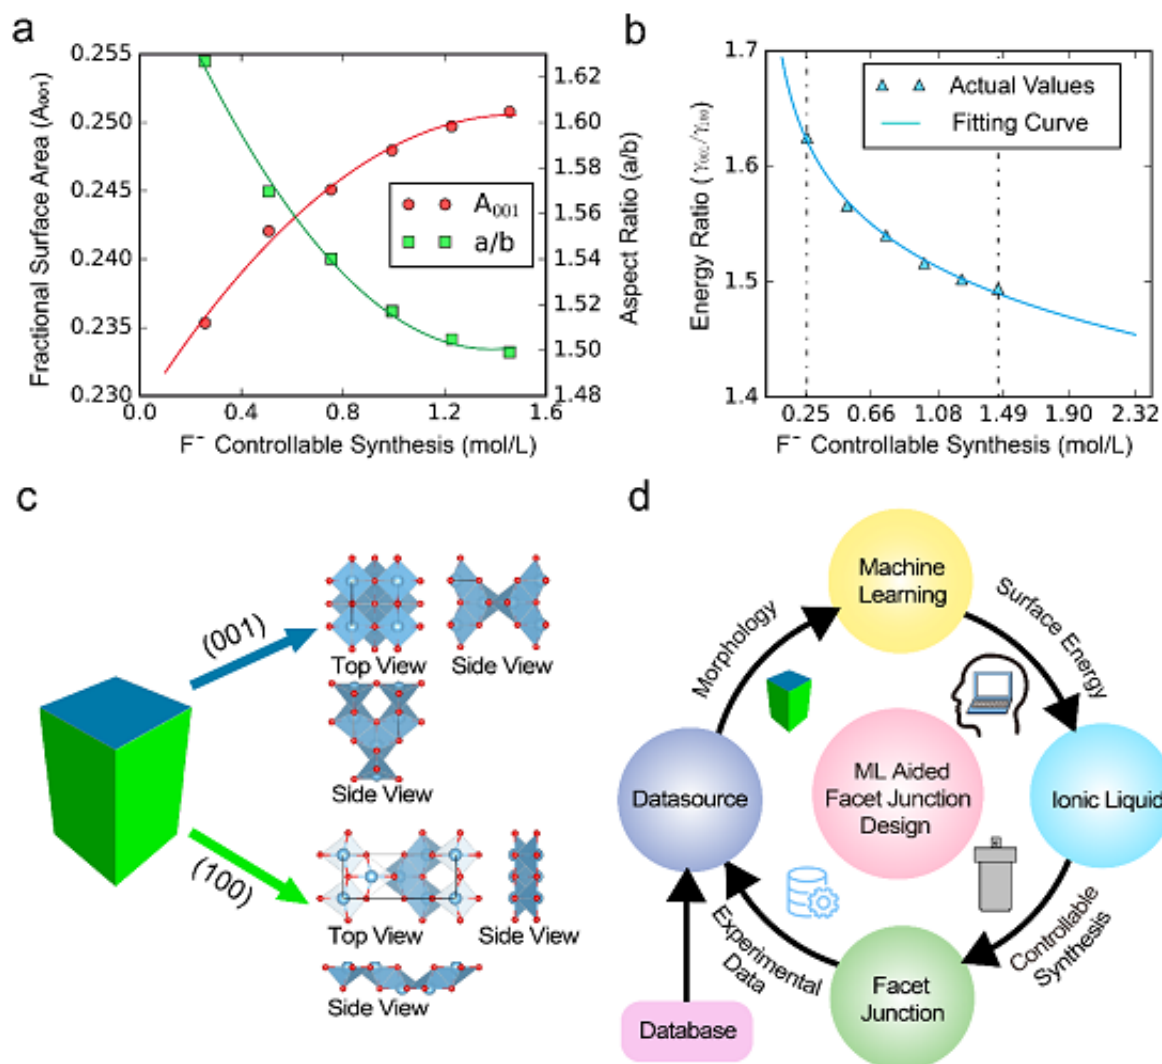 a
0.255
0.250
0.245
0.240
0.235
0.230
Fractional Surface Area (A₀₀₁)
1.62
1.60
1.58
1.56
1.54
1.52
1.50
1.48
Aspect Ratio (a/b)
A₀₀₁
a/b
0.0
0.4
0.8
1.2
1.6
F⁻ Controllable Synthesis (mol/L)
b
1.7
1.6
1.5
1.4
Energy Ratio (γ₀₀₁/γ₁₀₀)
Actual Values
Fitting Curve
0.25
0.66
1.08
1.49
1.90
2.32
F⁻ Controllable Synthesis (mol/L)
c
(001)
Top View
Side View
Side View
(100)
Top View
Side View
Side View
d
Machine
Learning
Morphology
Surface Energy
Datasource
ML Aided
Facet Junction
Design
Ionic Liquid
Experimental
Data
Controllable
Synthesis
Facet
Junction
Database